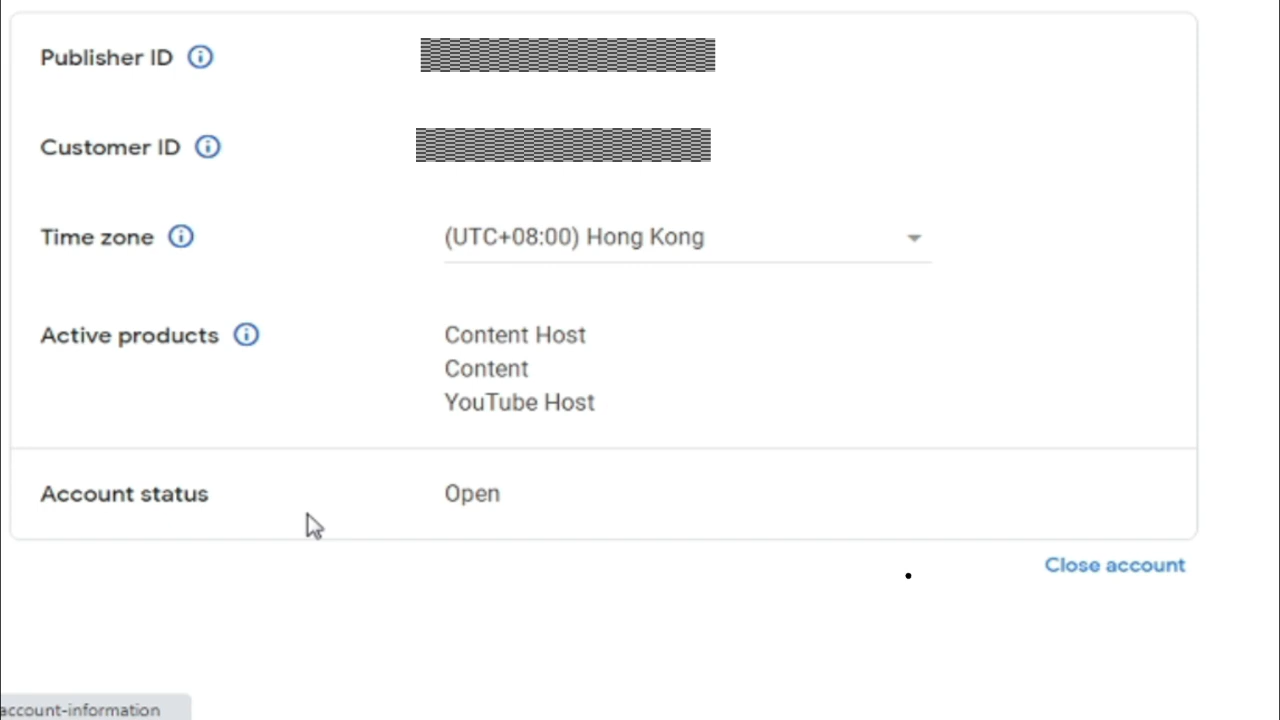 Publisher ID
Customer ID
Time zone (UTC+08:00) Hong Kong
Active products Content Host
Content
YouTube Host
Account status Open
Close account
account-information